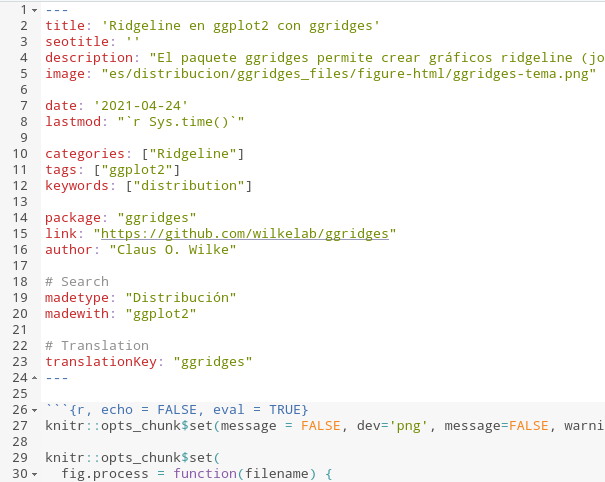 1 ---
2 title: 'Ridgeline en ggplot2 con ggridges'
3 seotitle: ''
4 description: "El paquete ggridges permite crear gráficos ridgeline (jo
5 image: "es/distribucion/ggridges_files/figure-html/ggridges-tema.png"
6
7 date: '2021-04-24'
8 lastmod: "`r Sys.time()`"
9
10 categories: ["Ridgeline"]
11 tags: ["ggplot2"]
12 keywords: ["distribution"]
13
14 package: "ggridges"
15 link: "https://github.com/wilkelab/ggridges"
16 author: "Claus O. Wilke"
17
18 # Search
19 madetype: "Distribución"
20 madewith: "ggplot2"
21
22 # Translation
23 translationKey: "ggridges"
24 ---
25
26 ```{r, echo = FALSE, eval = TRUE}
27 knitr::opts_chunk$set(message = FALSE, dev='png', message=FALSE, warni
28
29 knitr::opts_chunk$set(
30 fig.process = function(filename) {